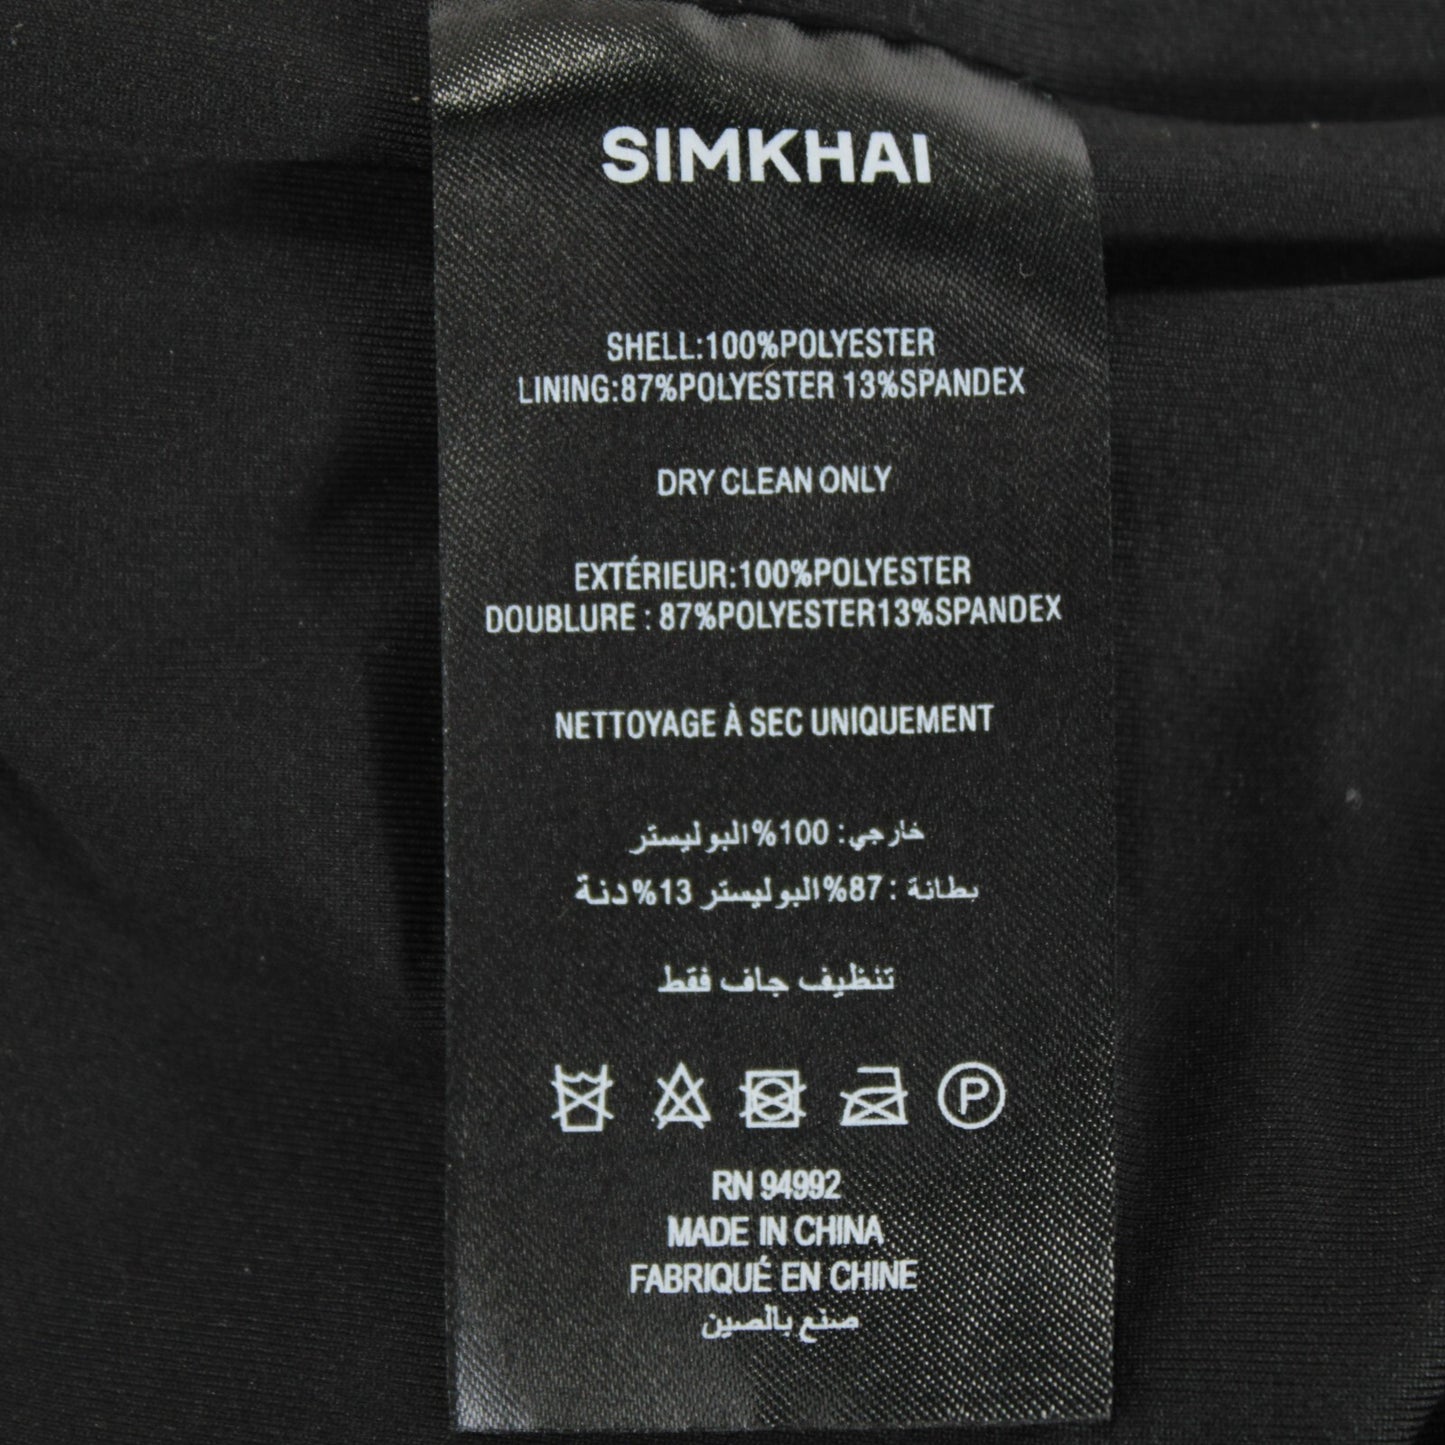 SIMKHAI
SHELL:100%POLYESTER
LINING:87%POLYESTER 13%SPANDEX
DRY CLEAN ONLY
EXTÉRIEUR:100%POLYESTER
DOUBLURE : 87%POLYESTER13%SPANDEX
NETTOYAGE À SEC UNIQUEMENT
خارجي: 100%البوليستر
بطانة : 87%البوليستر 13%دنة
تنظيف جاف فقط
P
RN 94992
MADE IN CHINA
FABRIQUÉ EN CHINE
صنع بالصين